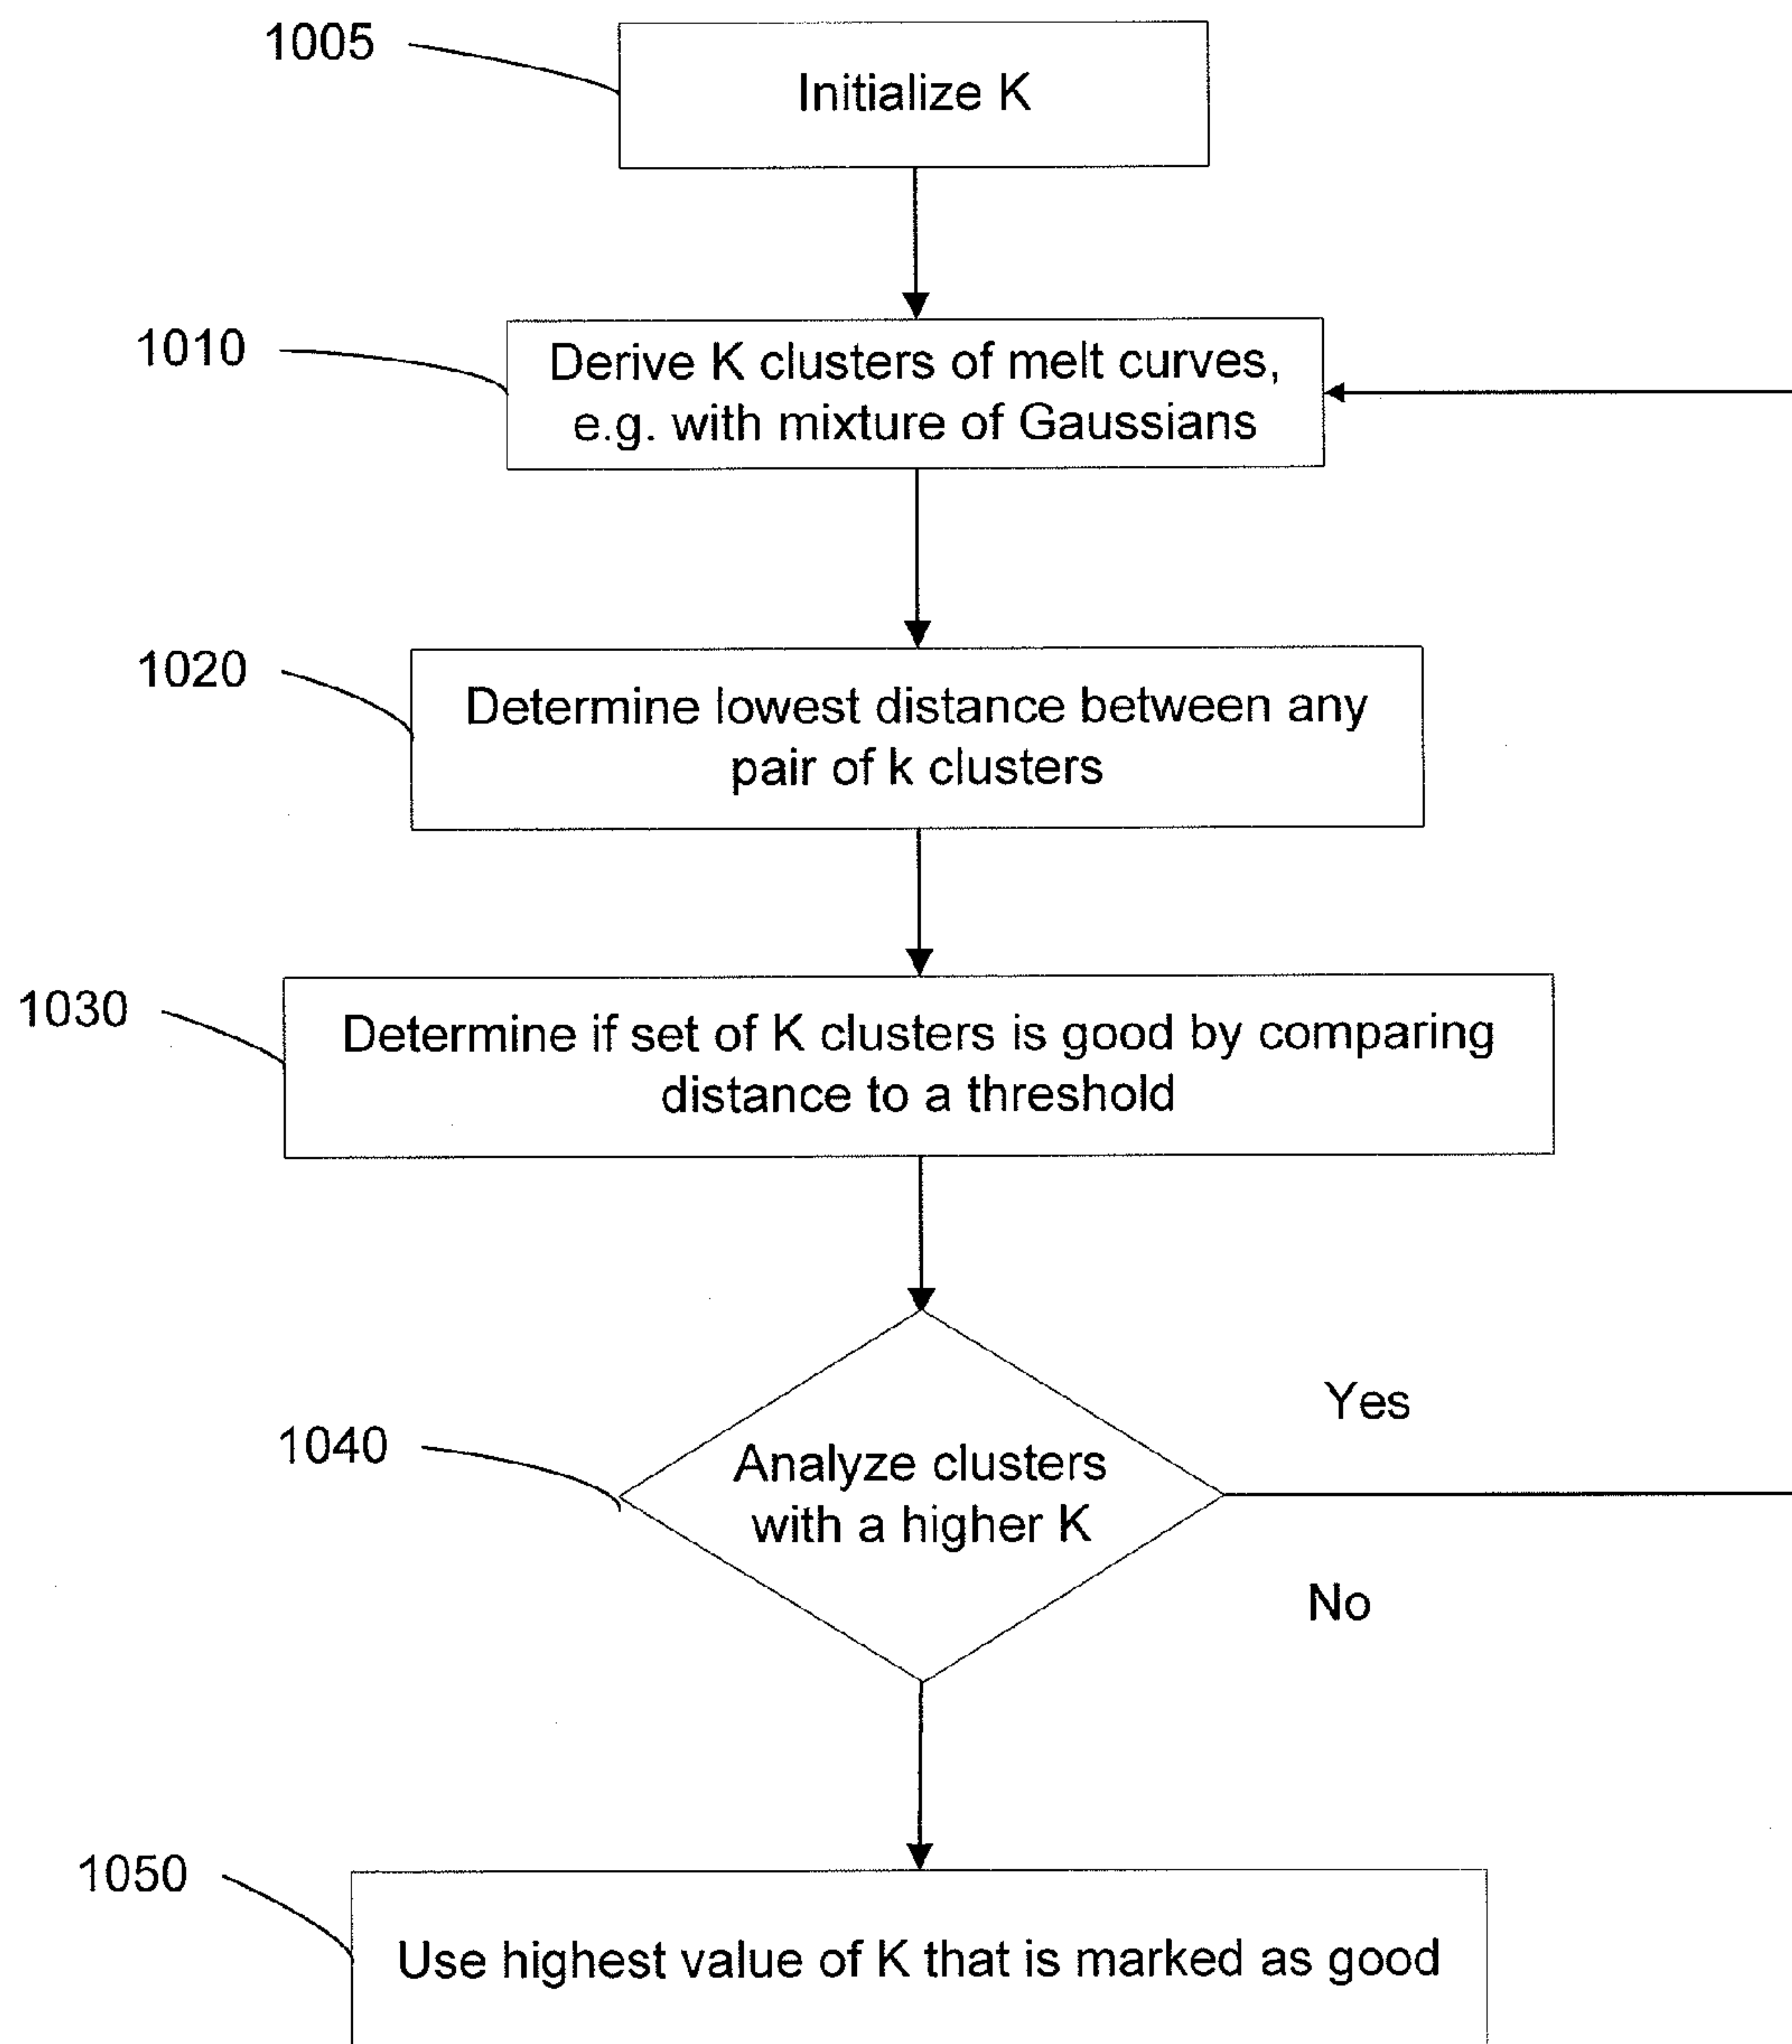 1005
Initialize K
1010
Derive K clusters of melt curves,
e.g. with mixture of Gaussians
1020
Determine lowest distance between any
pair of k clusters
1030
Determine if set of K clusters is good by comparing
distance to a threshold
Yes
1040
Analyze clusters
with a higher K
No
1050
Use highest value of K that is marked as good